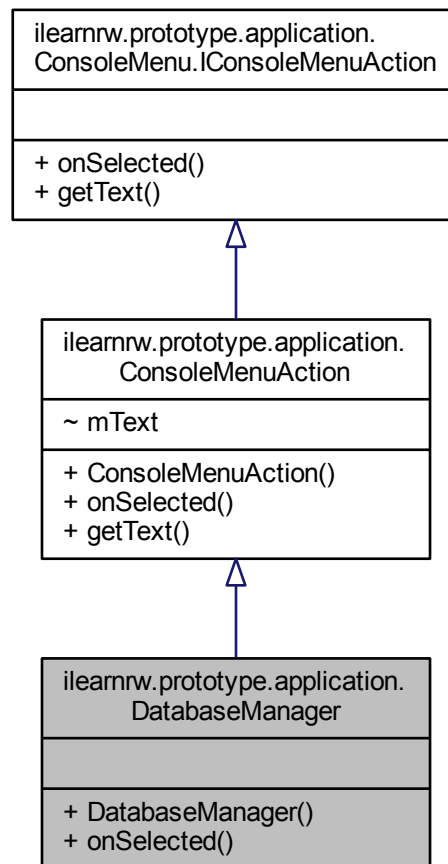 ilearnrw.prototype.application.
ConsoleMenu.IConsoleMenuAction
+ onSelected()
+ getText()
ilearnrw.prototype.application.
ConsoleMenuAction
~ mText
+ ConsoleMenuAction()
+ onSelected()
+ getText()
ilearnrw.prototype.application.
DatabaseManager
+ DatabaseManager()
+ onSelected()